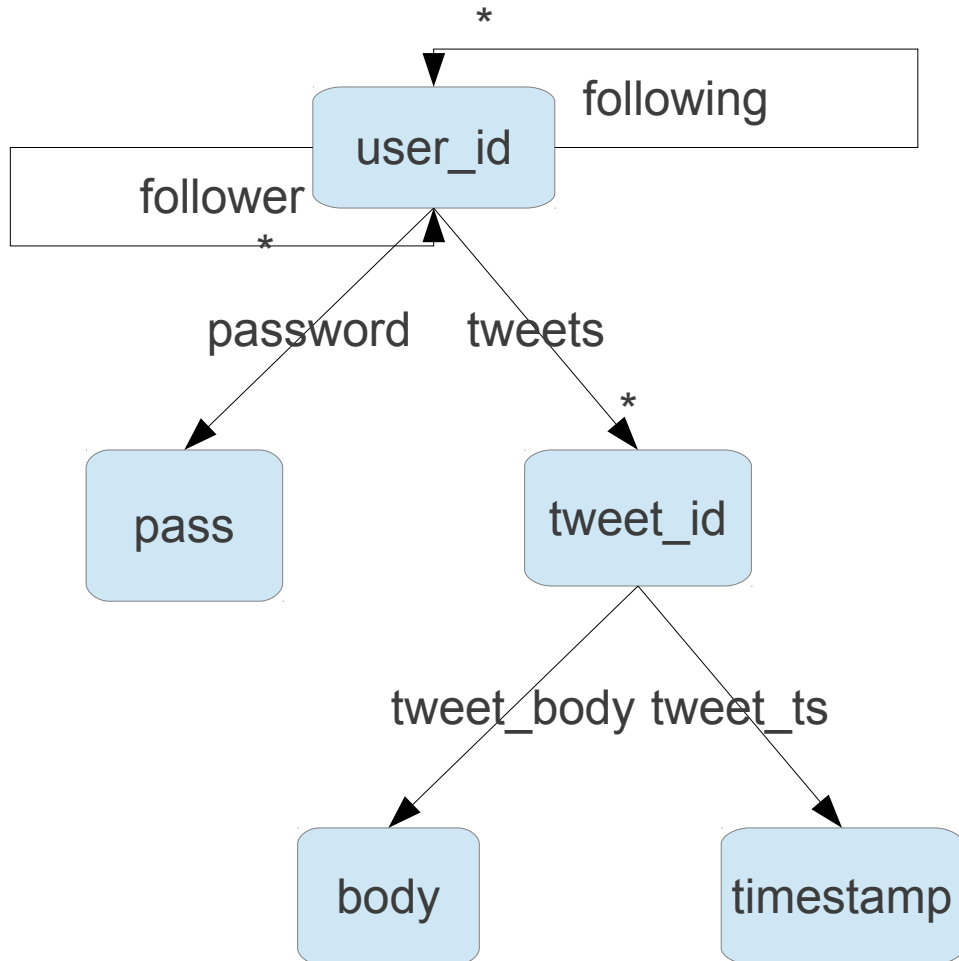 *
following
user_id
follower
*
password
tweets
*
pass
tweet_id
tweet_body
tweet_ts
body
timestamp